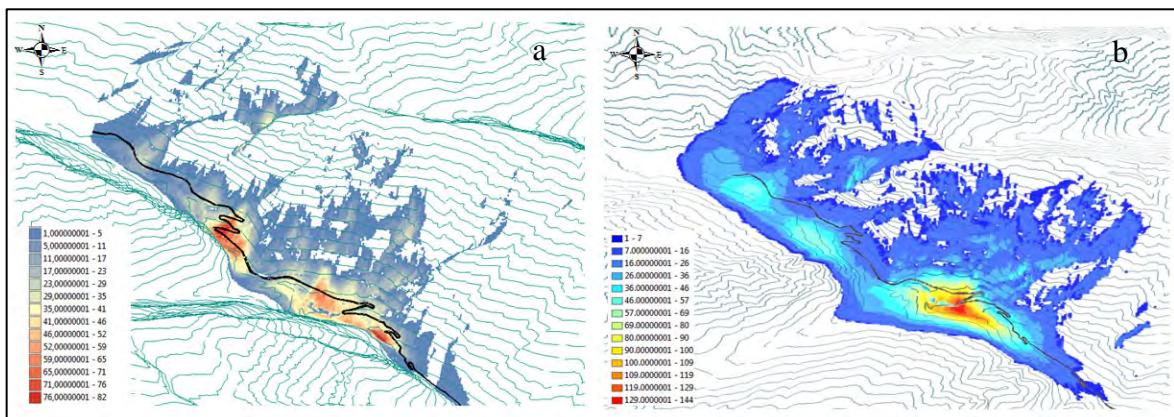 N
W E
S
a
1,000000001 - 5
5,00000001 - 11
11,00000001 - 17
17,00000001 - 23
23,00000001 - 29
29,00000001 - 35
35,00000001 - 41
41,00000001 - 46
46,00000001 - 52
52,00000001 - 59
59,00000001 - 65
65,00000001 - 71
71,00000001 - 76
76,00000001 - 82
N
W E
S
b
1 - 7
7.000000001 - 16
16.00000001 - 26
26.00000001 - 36
36.00000001 - 46
46.00000001 - 57
57.00000001 - 69
69.00000001 - 80
80.00000001 - 90
90.00000001 - 100
100.0000001 - 109
109.0000001 - 119
119.0000001 - 129
129.0000001 - 144